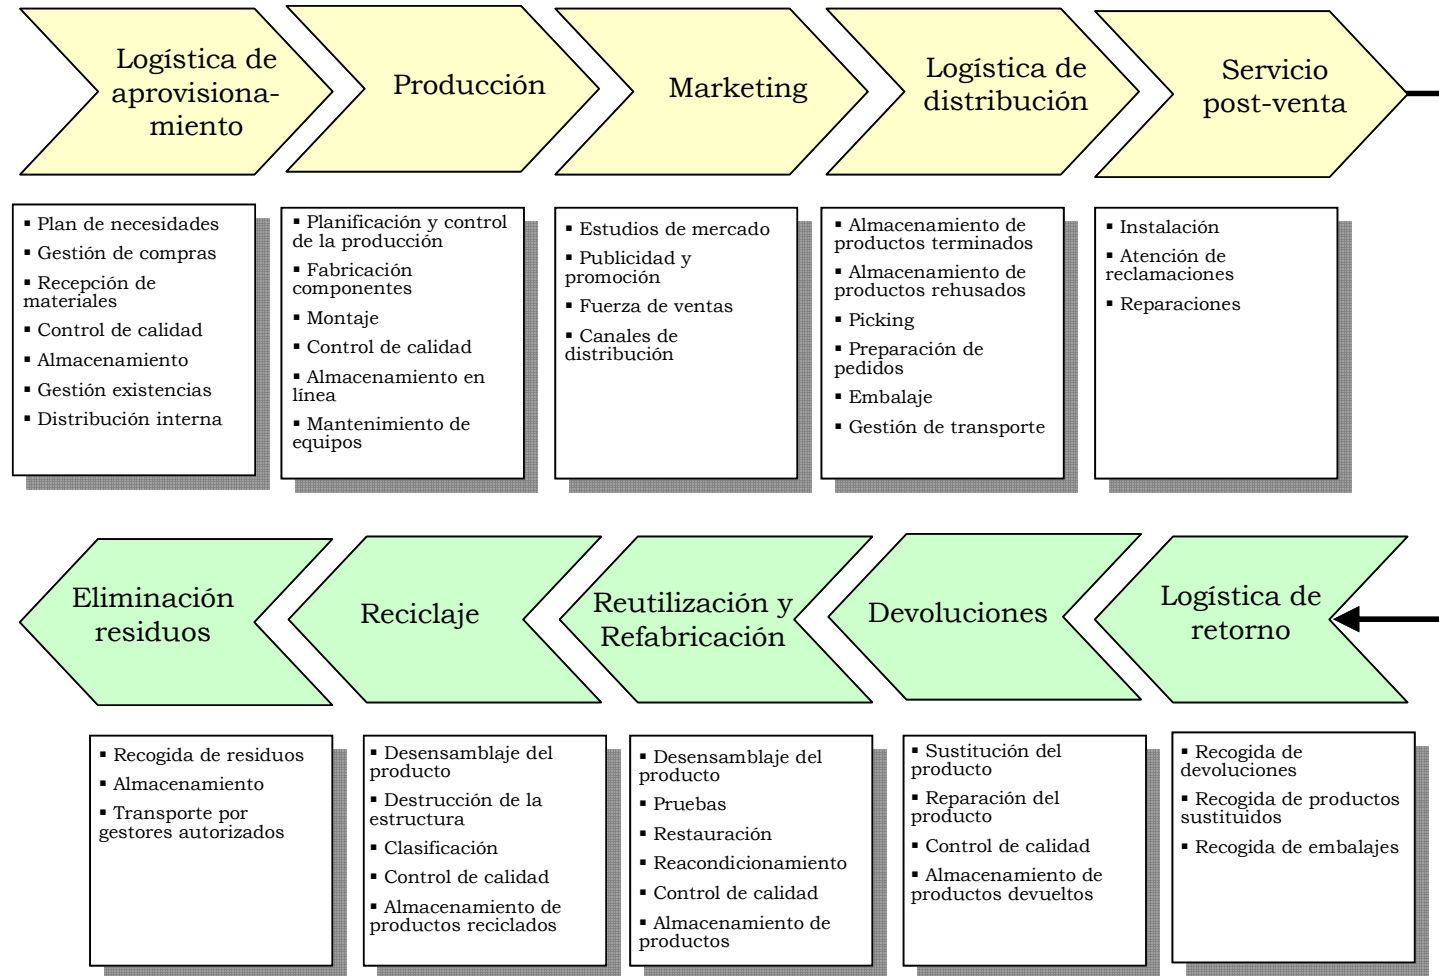 Logística de
aprovisiona-
miento
Producción
Marketing
Logística de
distribución
Servicio
post-venta
▪ Plan de necesidades
▪ Gestión de compras
▪ Recepción de
materiales
▪ Control de calidad
▪ Almacenamiento
▪ Gestión existencias
▪ Distribución interna
▪ Planificación y control
de la producción
▪ Fabricación
componentes
▪ Montaje
▪ Control de calidad
▪ Almacenamiento en
línea
▪ Mantenimiento de
equipos
▪ Estudios de mercado
▪ Publicidad y
promoción
▪ Fuerza de ventas
▪ Canales de
distribución
▪ Almacenamiento de
productos terminados
▪ Almacenamiento de
productos rehusados
▪ Picking
▪ Preparación de
pedidos
▪ Embalaje
▪ Gestión de transporte
▪ Instalación
▪ Atención de
reclamaciones
▪ Reparaciones
Eliminación
residuos
Reciclaje
Reutilización y
Refabricación
Devoluciones
Logística de
retorno
▪ Recogida de residuos
▪ Almacenamiento
▪ Transporte por
gestores autorizados
▪ Desensamblaje del
producto
▪ Destrucción de la
estructura
▪ Clasificación
▪ Control de calidad
▪ Almacenamiento de
productos reciclados
▪ Desensamblaje del
producto
▪ Pruebas
▪ Restauración
▪ Reacondicionamiento
▪ Control de calidad
▪ Almacenamiento de
productos
▪ Sustitución del
producto
▪ Reparación del
producto
▪ Control de calidad
▪ Almacenamiento de
productos devueltos
▪ Recogida de
devoluciones
▪ Recogida de productos
sustituidos
▪ Recogida de embalajes